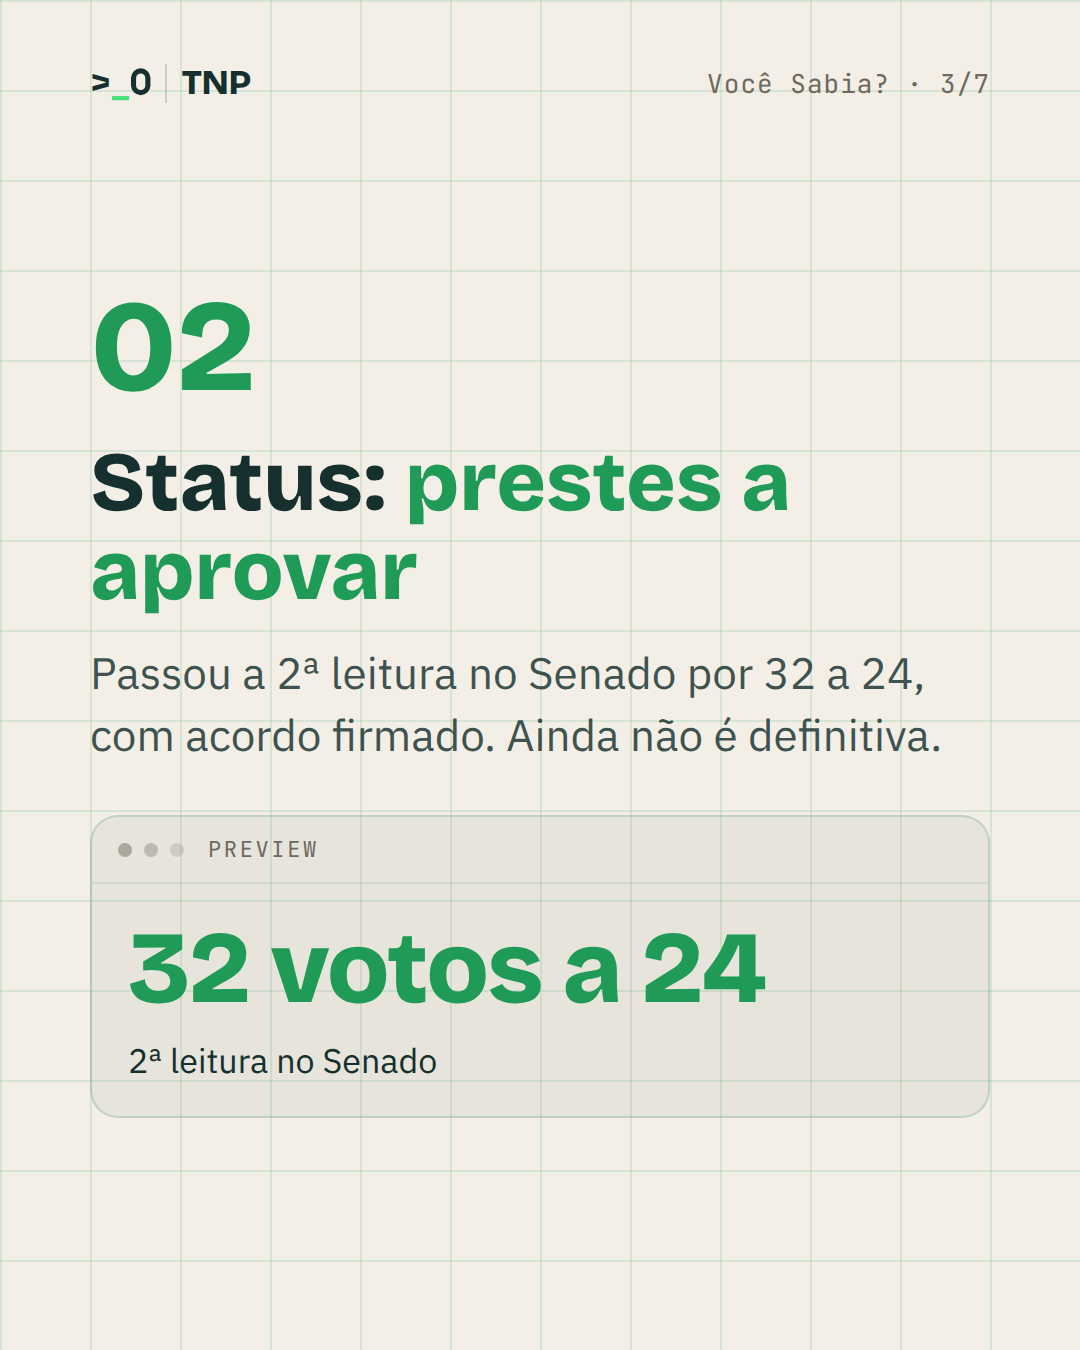 >_0 | TNP
Você Sabia? · 3/7
02
Status: prestes a
aprovar
Passou a 2ª leitura no Senado por 32 a 24,
com acordo firmado. Ainda não é definitiva.
PREVIEW
32 votos a 24
2ª leitura no Senado